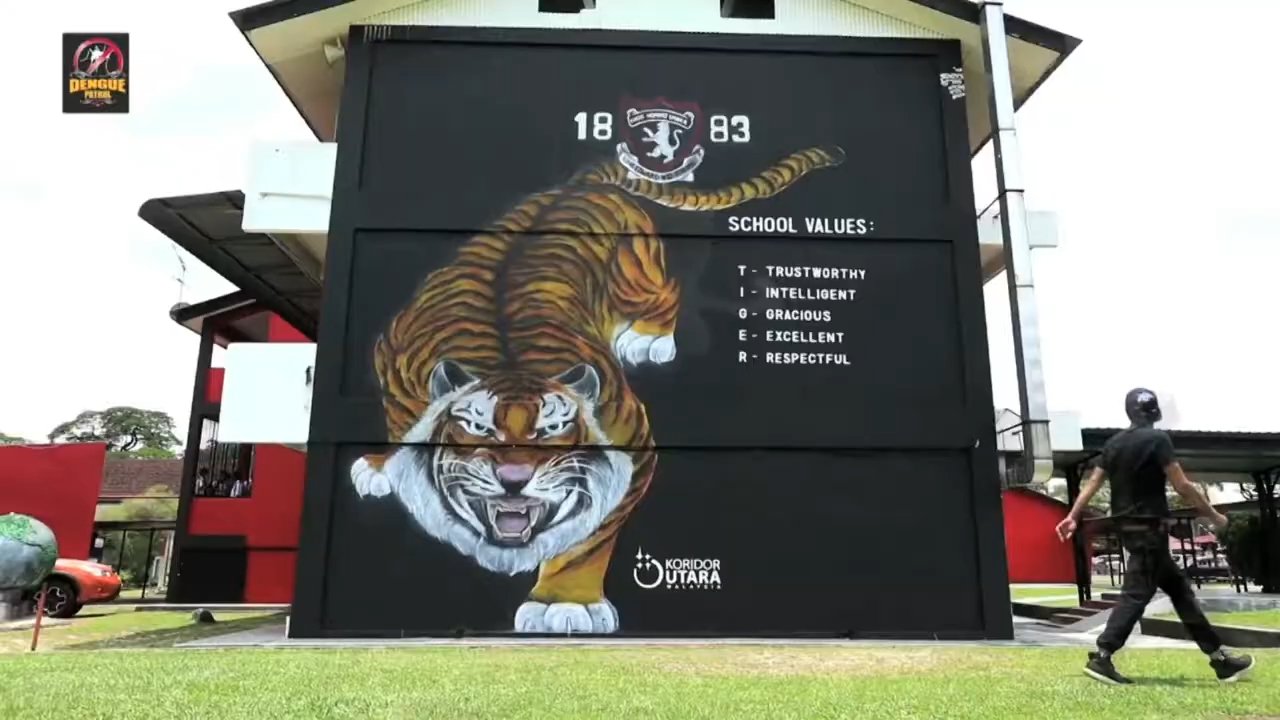 DENGUE
PATROL
18 83
SCHOOL VALUES:
T - TRUSTWORTHY
I - INTELLIGENT
G - GRACIOUS
E - EXCELLENT
R - RESPECTFUL
KORIDOR
UTARA
MALAYSIA